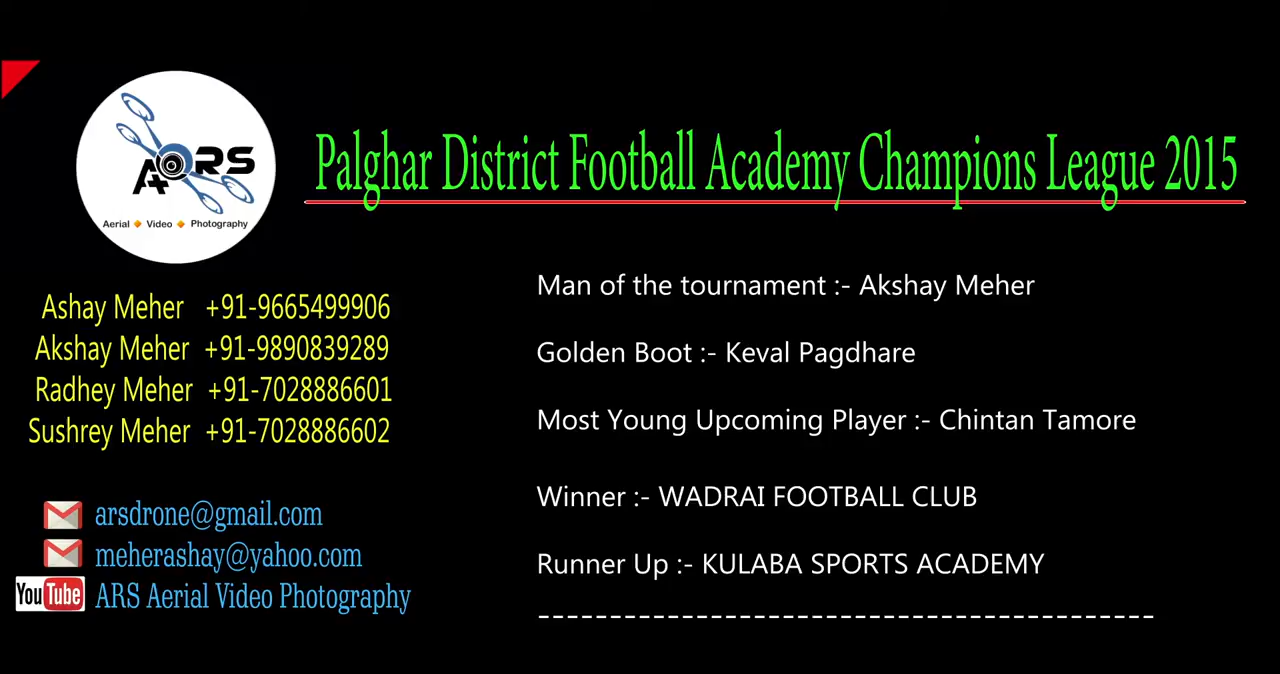 A+RS
Aerial Video Photography
Palghar District Football Academy Champions League 2015
Ashay Meher +91-9665499906
Akshay Meher +91-9890839289
Radhey Meher +91-7028886601
Sushrey Meher +91-7028886602
arsdrone@gmail.com
meherashay@yahoo.com
YouTube ARS Aerial Video Photography
Man of the tournament :- Akshay Meher
Golden Boot :- Keval Pagdhare
Most Young Upcoming Player :- Chintan Tamore
Winner :- WADRAI FOOTBALL CLUB
Runner Up :- KULABA SPORTS ACADEMY
-------------------------------------------